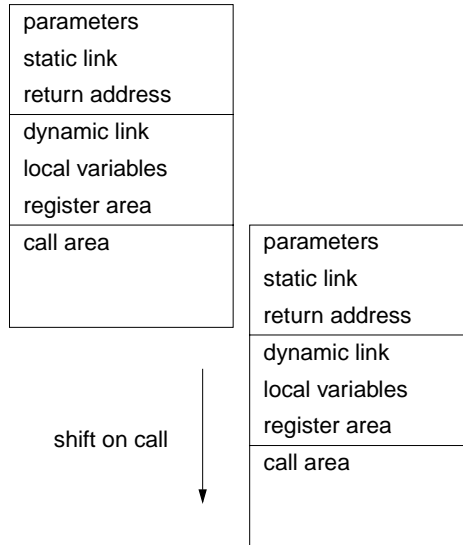 parameters
static link
return address
dynamic link
local variables
register area
call area
parameters
static link
return address
dynamic link
local variables
register area
call area
shift on call